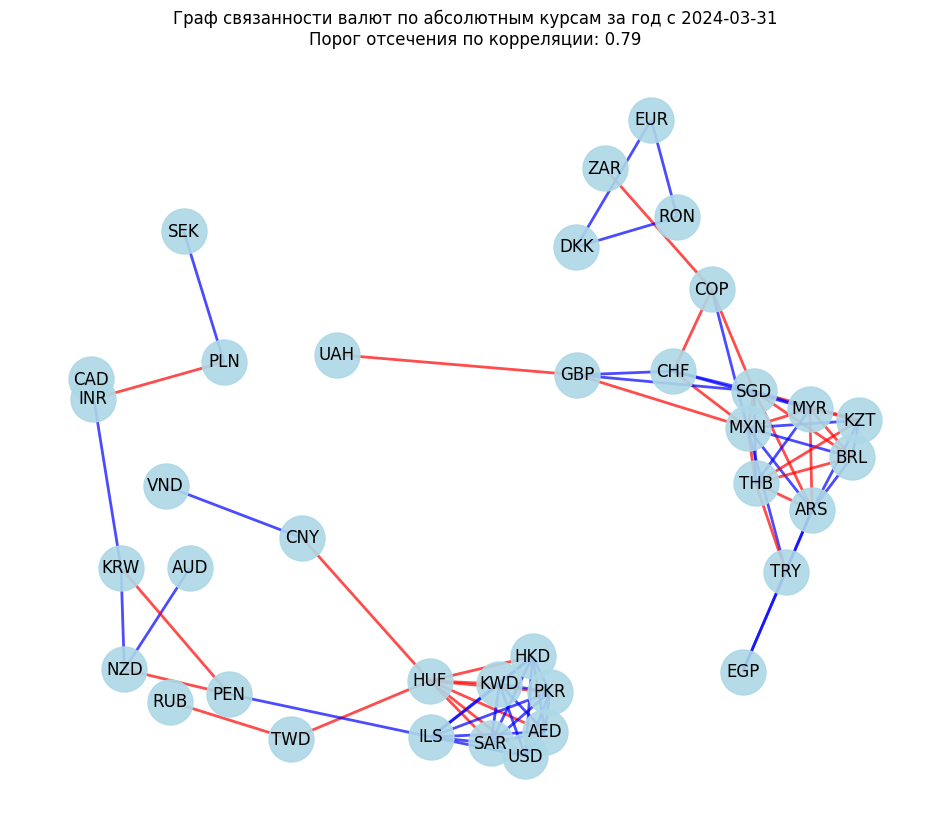 Граф связанности валют по абсолютным курсам за год с 2024-03-31
Порог отсечения по корреляции: 0.79
EUR
ZAR
RON
SEK
DKK
COP
UAH
PLN
GBP
CHF
CAD
INR
SGD
MYR
KZT
MXN
BRL
VND
THB
ARS
CNY
KRW
AUD
TRY
HKD
NZD
EGP
HUF
KWD
PKR
PEN
RUB
AED
ILS
TWD
SAR
USD